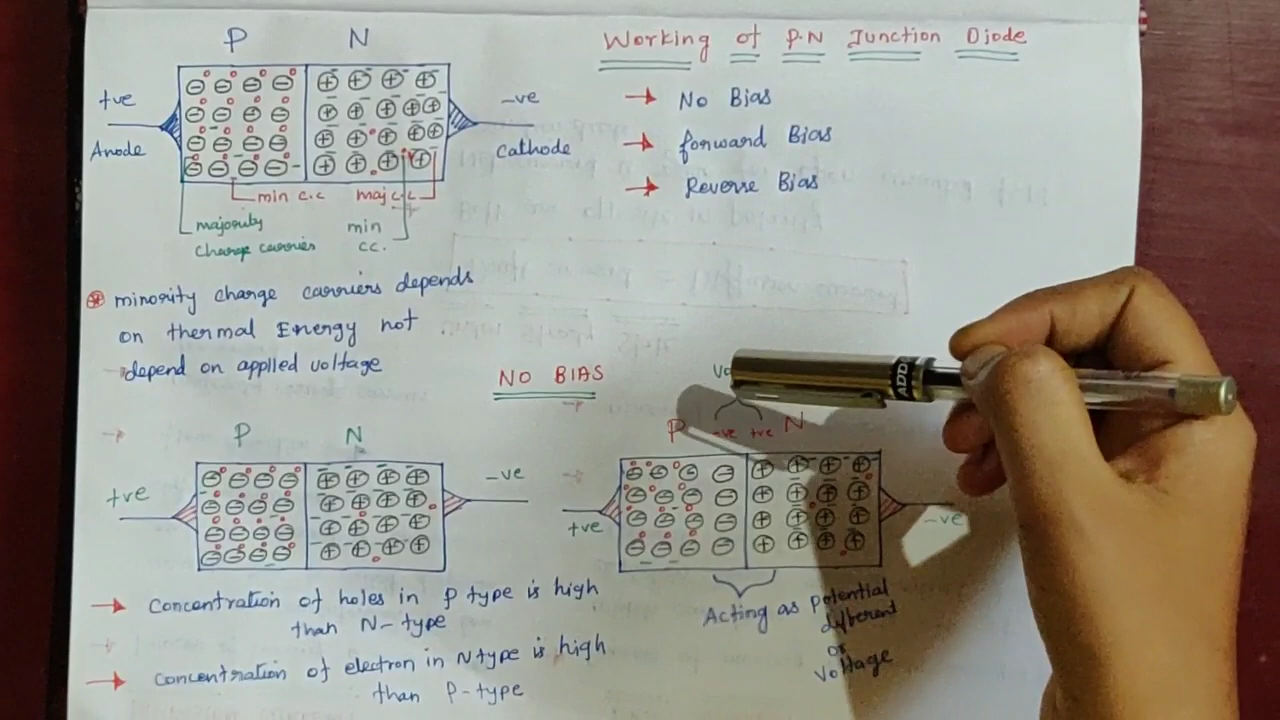 P N
Working of P.N Junction Diode
+ve
-ve
Anode
Cathode
→ No Bias
→ forward Bias
→ Reverse Bias
min c.c maj c.c
majority
charge carries
min
cc.
minority charge carriers depends
on thermal Energy not
depend on applied voltage
NO BIAS
P N
+ve
-ve
P -ve +ve N
+ve
-ve
→ Concentration of holes in p type is high
than N-type
→ Concentration of electron in N type is high
than P-type
Acting as potential
different
or
voltage
ADD